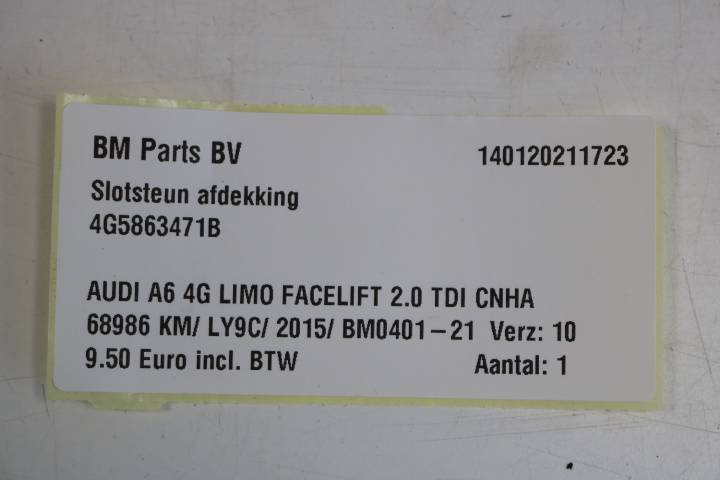 BM Parts BV 140120211723
Slotsteun afdekking
4G5863471B
AUDI A6 4G LIMO FACELIFT 2.0 TDI CNHA
68986 KM/ LY9C/ 2015/ BM0401-21 Verz: 10
9.50 Euro incl. BTW Aantal: 1